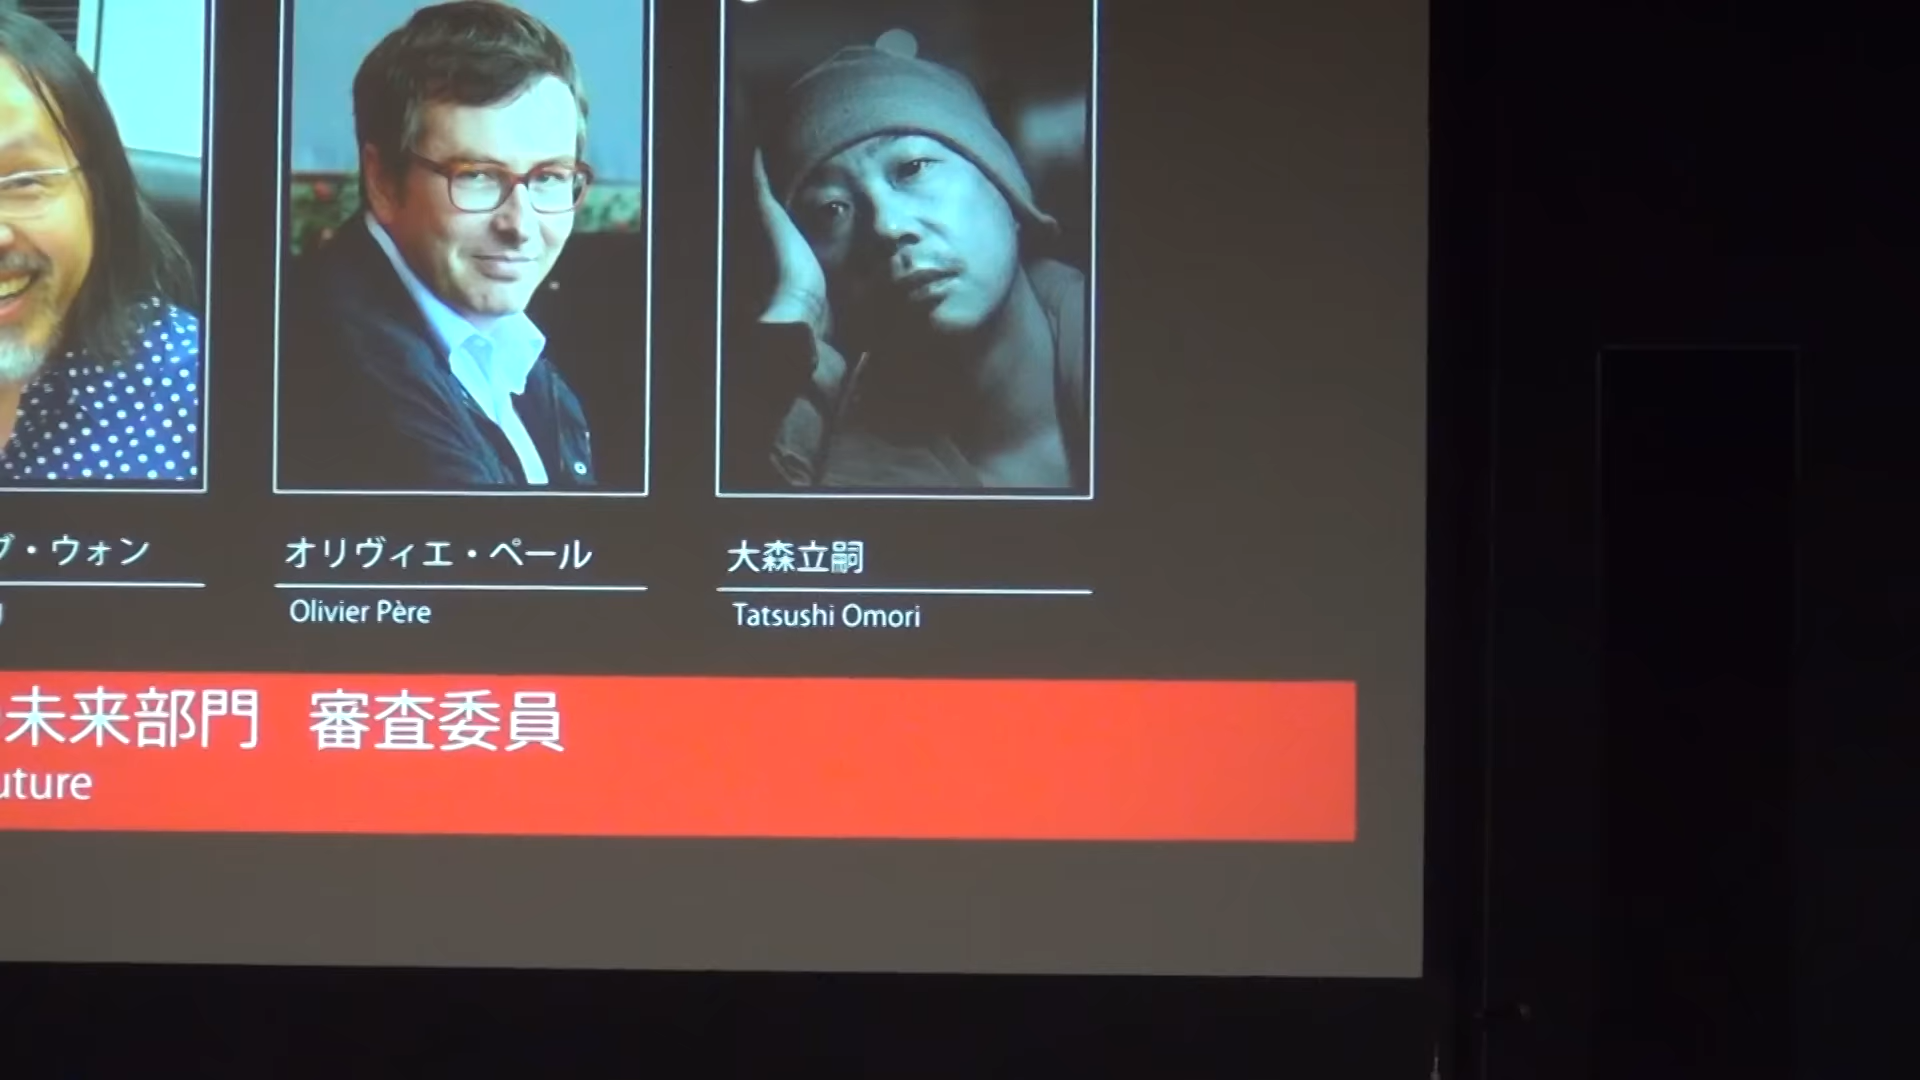 グ・ウォン
オリヴィエ・ペール
大森立嗣
Olivier Père
Tatsushi Omori
未来部門 審査委員
uture